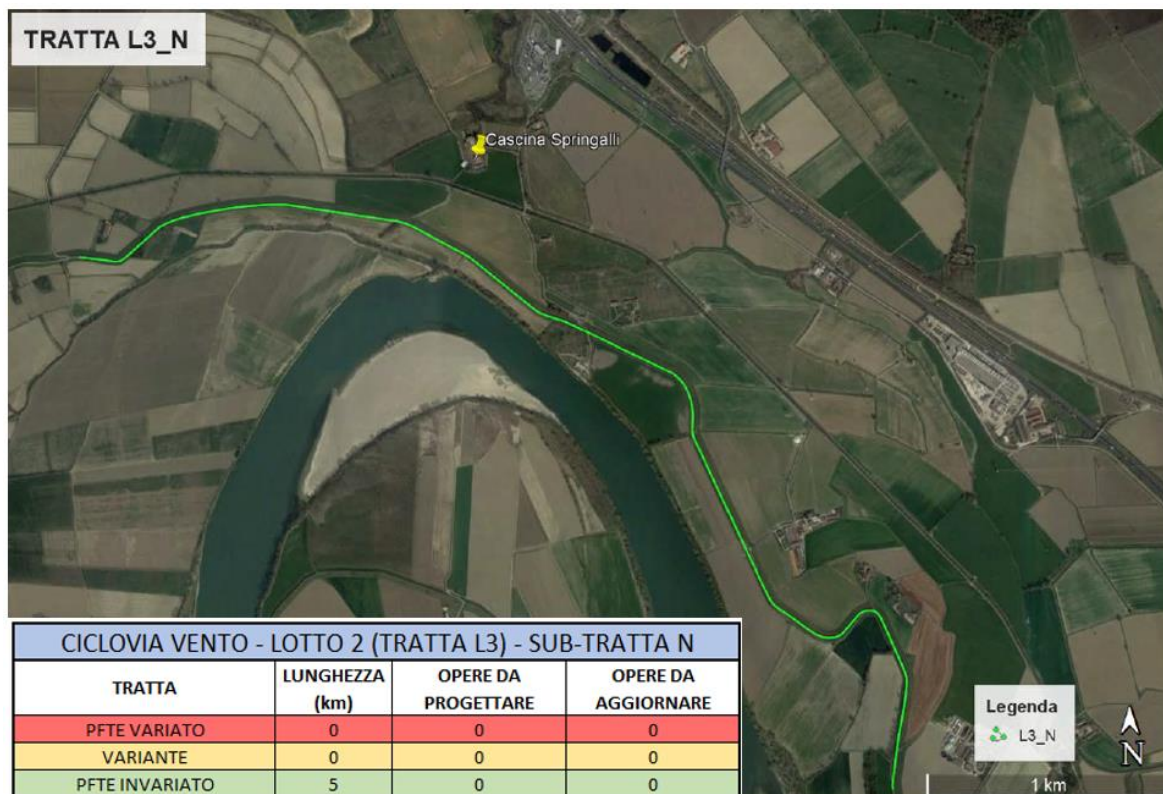 TRATTA L3_N
Cascina Springalli
CICLOVIA VENTO - LOTTO 2 (TRATTA L3) - SUB-TRATTA N
TRATTA LUNGHEZZA (km) OPERE DA PROGETTARE OPERE DA AGGIORNARE
PFTE VARIATO 0 0 0
VARIANTE 0 0 0
PFTE INVARIATO 5 0 0
Legenda
L3_N
N
1 km